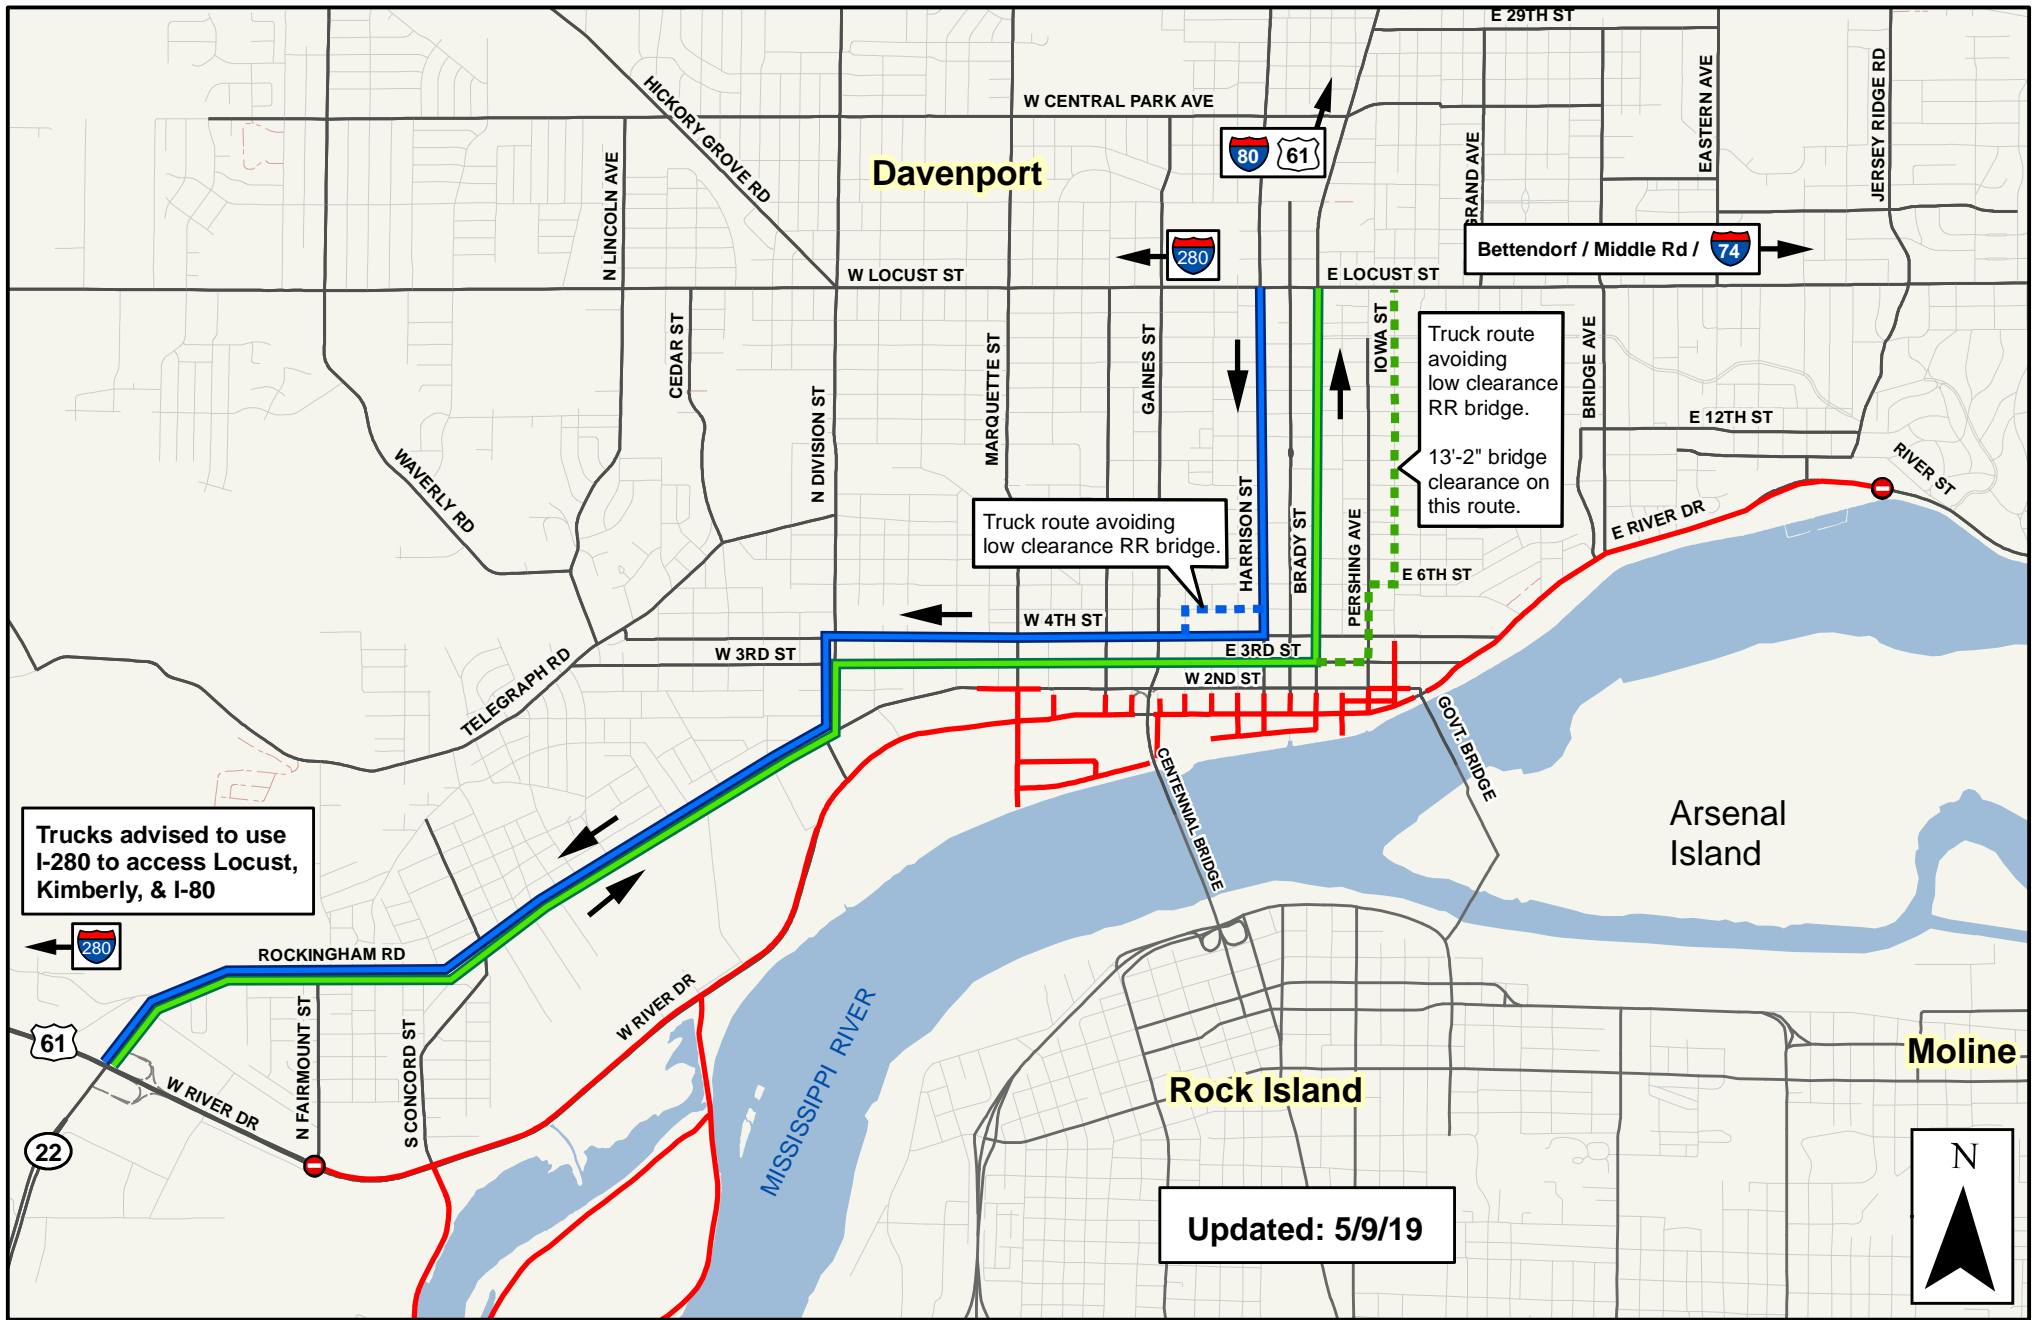 E 29TH ST
HICKORY GROVE RD
W CENTRAL PARK AVE
80
61
N LINCOLN AVE
Davenport
GRAND AVE
EASTERN AVE
JERSEY RIDGE RD
280
Bettendorf / Middle Rd /
74
W LOCUST ST
E LOCUST ST
CEDAR ST
N DIVISION ST
MARQUETTE ST
GAINES ST
HARRISON ST
BRADY ST
PERSHING AVE
IOWA ST
Truck route
avoiding
low clearance
RR bridge.
13'-2" bridge
clearance on
this route.
BRIDGE AVE
E 12TH ST
RIVER ST
WAVERLY RD
Truck route avoiding
low clearance RR bridge.
E RIVER DR
E 6TH ST
W 4TH ST
W 3RD ST
E 3RD ST
W 2ND ST
TELEGRAPH RD
GOVT. BRIDGE
CENTENNIAL BRIDGE
Arsenal
Island
Trucks advised to use
I-280 to access Locust,
Kimberly, & I-80
280
ROCKINGHAM RD
N FAIRMOUNT ST
S CONCORD ST
W RIVER DR
61
W RIVER DR
22
MISSISSIPPI RIVER
Rock Island
Moline
Updated: 5/9/19
N